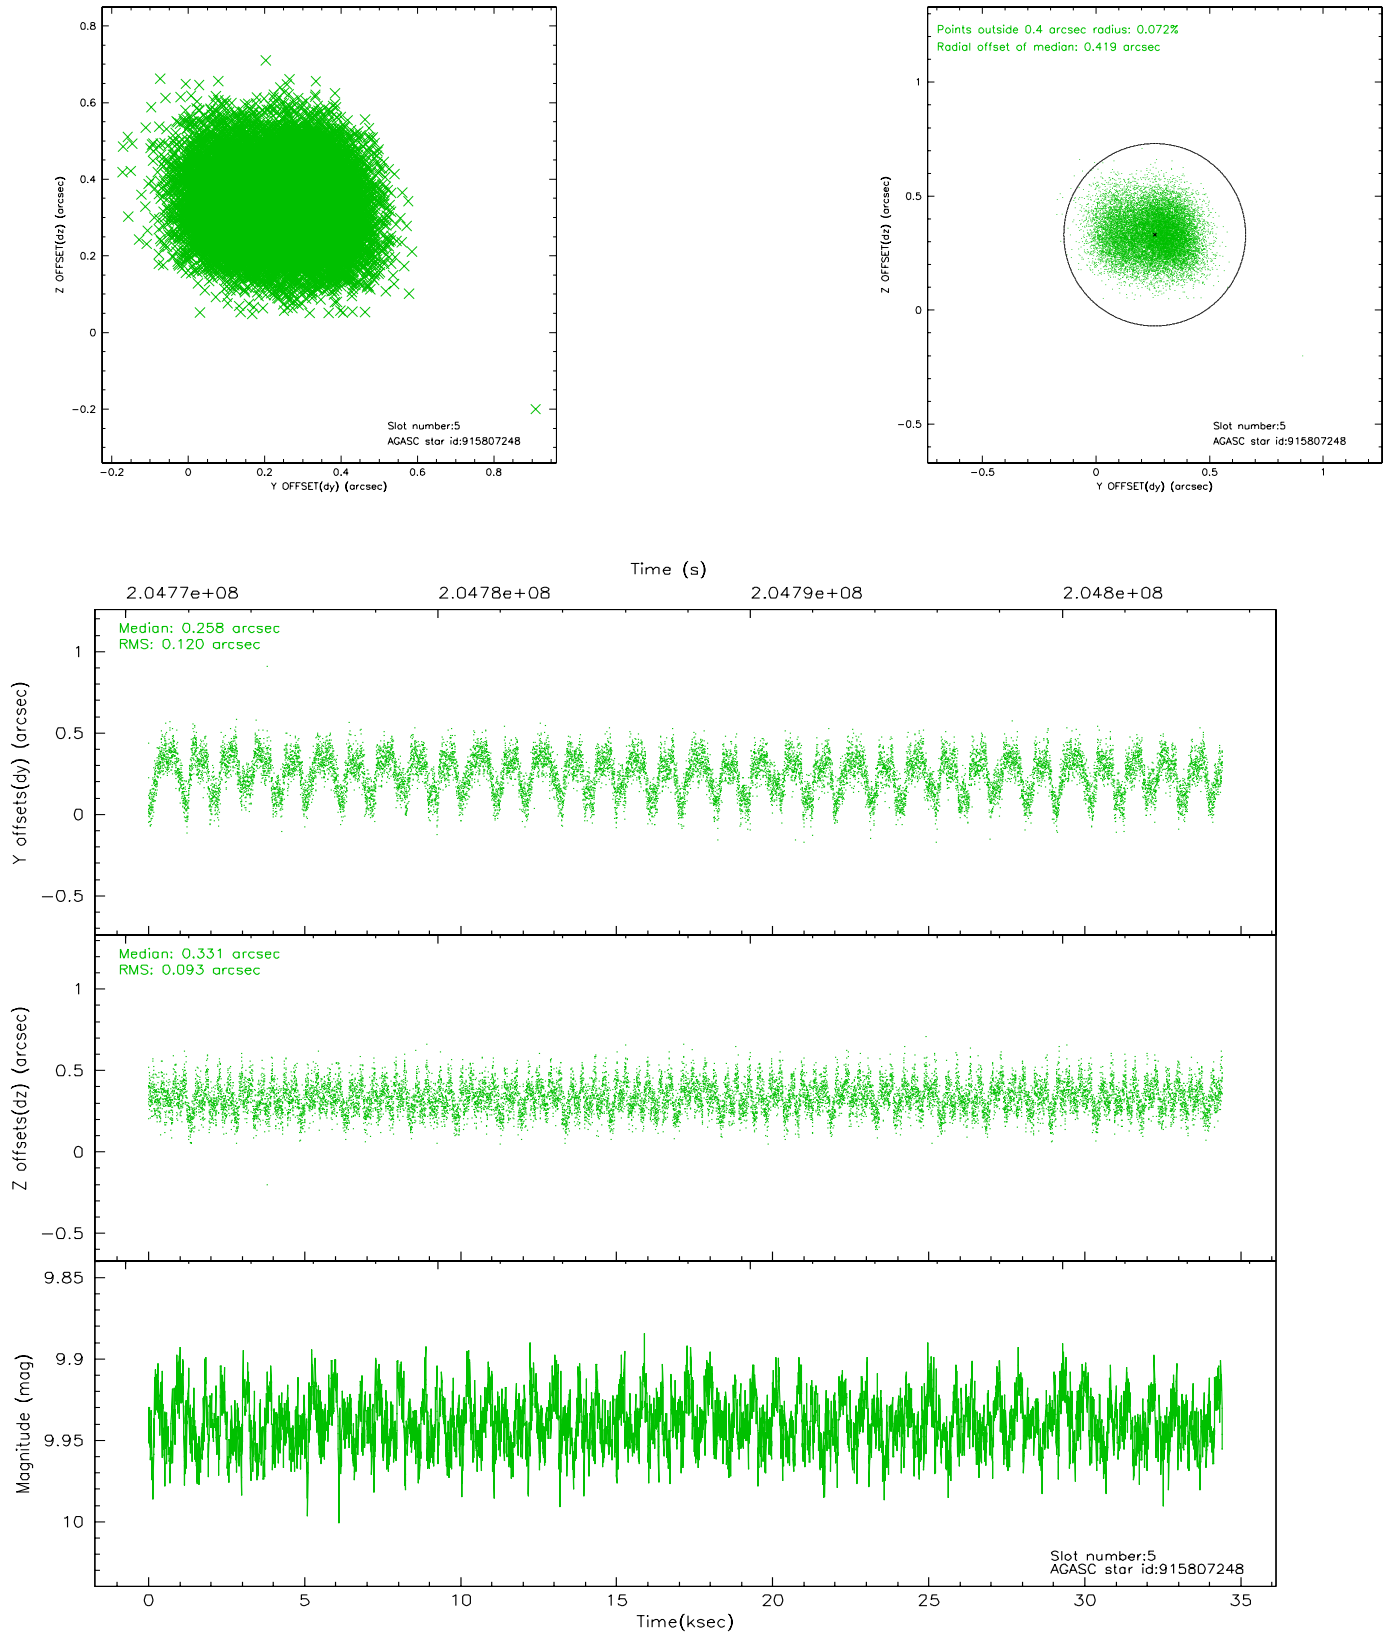 0.8
0.6
0.4
0.2
0
−0.2
Z OFFSET(dz) (arcsec)
−0.2 0 0.2 0.4 0.6 0.8
Y OFFSET(dy) (arcsec)
Slot number:5
AGASC star id:915807248
Points outside 0.4 arcsec radius: 0.072%
Radial offset of median: 0.419 arcsec
1
0.5
0
−0.5
Z OFFSET(dz) (arcsec)
−0.5 0 0.5 1
Y OFFSET(dy) (arcsec)
Slot number:5
AGASC star id:915807248
Time (s)
2.0477e+08 2.0478e+08 2.0479e+08 2.048e+08
Median: 0.258 arcsec
RMS: 0.120 arcsec
1
0.5
0
−0.5
Y offsets(dy) (arcsec)
Median: 0.331 arcsec
RMS: 0.093 arcsec
1
0.5
0
−0.5
Z offsets(dz) (arcsec)
9.85
9.9
9.95
10
Magnitude (mag)
Slot number:5
AGASC star id:915807248
0 5 10 15 20 25 30 35
Time(ksec)